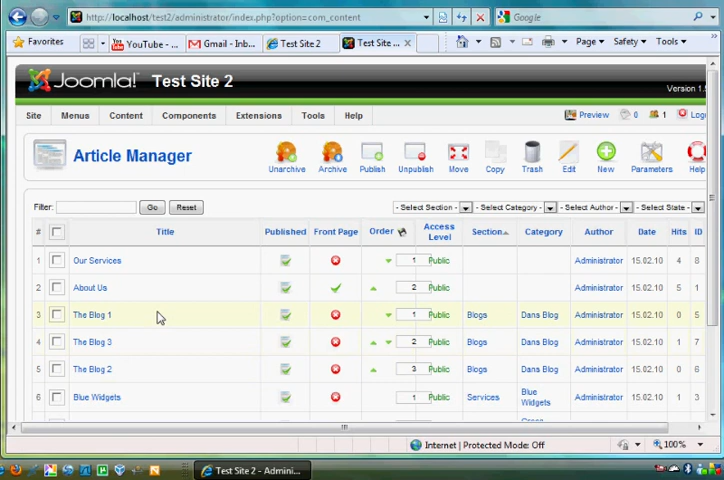 http://localhost/test2/administrator/index.php?option=com_content
Google
Favorites
YouTube - ...
Gmail - Inb...
Test Site 2
Test Site ...
Page
Safety
Tools
Joomla!
Test Site 2
Version 1.5
Site
Menus
Content
Components
Extensions
Tools
Help
Preview
0
1
Log
Article Manager
Unarchive
Archive
Publish
Unpublish
Move
Copy
Trash
Edit
New
Parameters
Help
Filter:
Go
Reset
- Select Section -
- Select Category -
- Select Author -
- Select State -
# Title Published Front Page Order Access Level Section Category Author Date Hits ID
1 Our Services 1 Public Administrator 15.02.10 4 8
2 About Us 2 Public Administrator 15.02.10 5 1
3 The Blog 1 1 Public Blogs Dans Blog Administrator 15.02.10 0 5
4 The Blog 3 2 Public Blogs Dans Blog Administrator 15.02.10 1 7
5 The Blog 2 3 Public Blogs Dans Blog Administrator 15.02.10 0 6
6 Blue Widgets 1 Public Services Blue Widgets Administrator 15.02.10 1 3
Internet | Protected Mode: Off
100%
Test Site 2 - Admini...